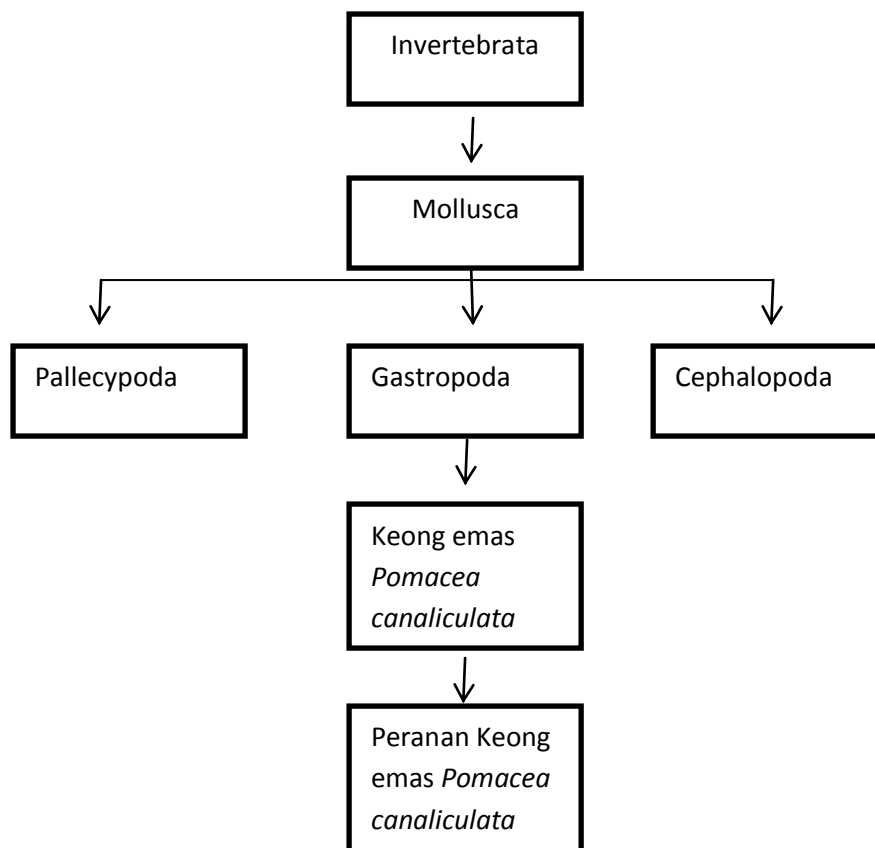 Invertebrata
Mollusca
Pallecypoda
Gastropoda
Cephalopoda
Keong emas
Pomacea
canaliculata
Peranan Keong
emas Pomacea
canaliculata